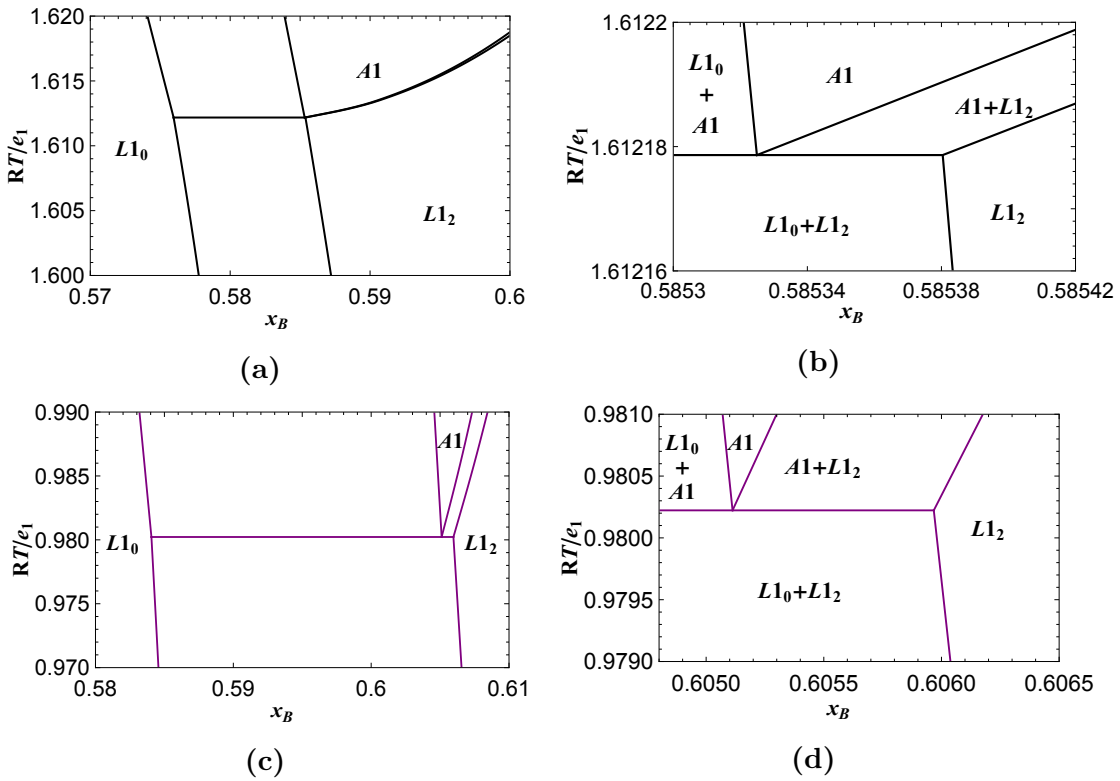 1.620
1.615
1.610
1.605
1.600
RT/e₁
A1
L1₀
L1₂
0.57
0.58
0.59
0.6
x_B
(a)
1.6122
1.61218
1.61216
RT/e₁
L1₀
+
A1
A1
A1+L1₂
L1₀+L1₂
L1₂
0.5853
0.58534
0.58538
0.58542
x_B
(b)
0.990
0.985
0.980
0.975
0.970
RT/e₁
A1
L1₀
L1₂
0.58
0.59
0.6
0.61
x_B
(c)
0.9810
0.9805
0.9800
0.9795
0.9790
RT/e₁
L1₀
+
A1
A1
A1+L1₂
L1₂
L1₀+L1₂
0.6050
0.6055
0.6060
0.6065
x_B
(d)